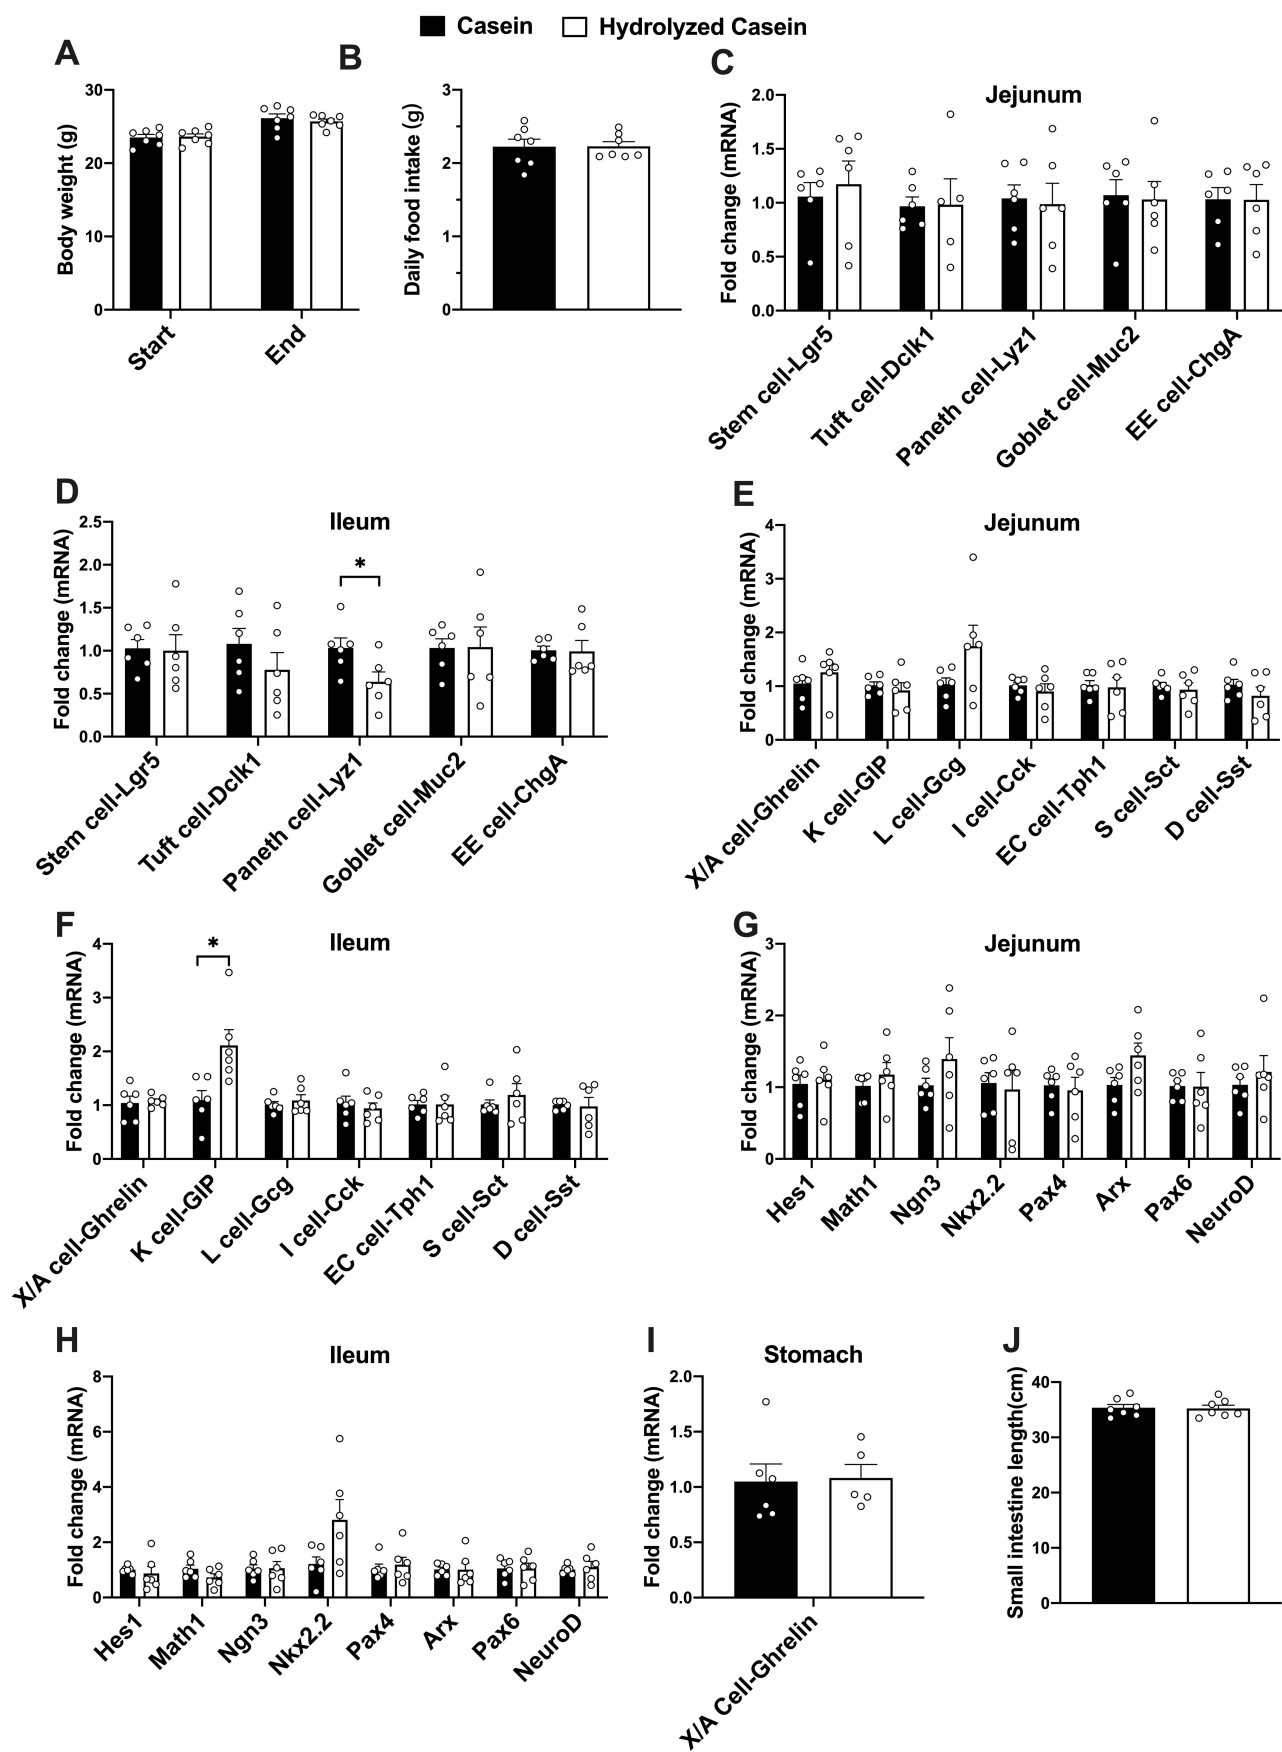 Casein Hydrolyzed Casein
A
B
C
Body weight (g)
30
20
10
0
Start
End
Daily food intake (g)
3
2
1
0
Jejunum
Fold change (mRNA)
2.0
1.5
1.0
0.5
0.0
Stem cell-Lgr5
Tuft cell-Dclk1
Paneth cell-Lyz1
Goblet cell-Muc2
EE cell-ChgA
D
Ileum
Fold change (mRNA)
2.5
2.0
1.5
1.0
0.5
0.0
*
Stem cell-Lgr5
Tuft cell-Dclk1
Paneth cell-Lyz1
Goblet cell-Muc2
EE cell-ChgA
E
Jejunum
Fold change (mRNA)
4
3
2
1
0
X/A cell-Ghrelin
K cell-GIP
L cell-Gcg
I cell-Cck
EC cell-Tph1
S cell-Sct
D cell-Sst
F
Ileum
Fold change (mRNA)
4
3
2
1
0
*
X/A cell-Ghrelin
K cell-GIP
L cell-Gcg
I cell-Cck
EC cell-Tph1
S cell-Sct
D cell-Sst
G
Jejunum
Fold change (mRNA)
3
2
1
0
Hes1
Math1
Ngn3
Nkx2.2
Pax4
Arx
Pax6
NeuroD
H
Ileum
Fold change (mRNA)
8
6
4
2
0
Hes1
Math1
Ngn3
Nkx2.2
Pax4
Arx
Pax6
NeuroD
I
Stomach
Fold change (mRNA)
2.0
1.5
1.0
0.5
0.0
X/A Cell-Ghrelin
J
Small intestine length(cm)
40
30
20
10
0